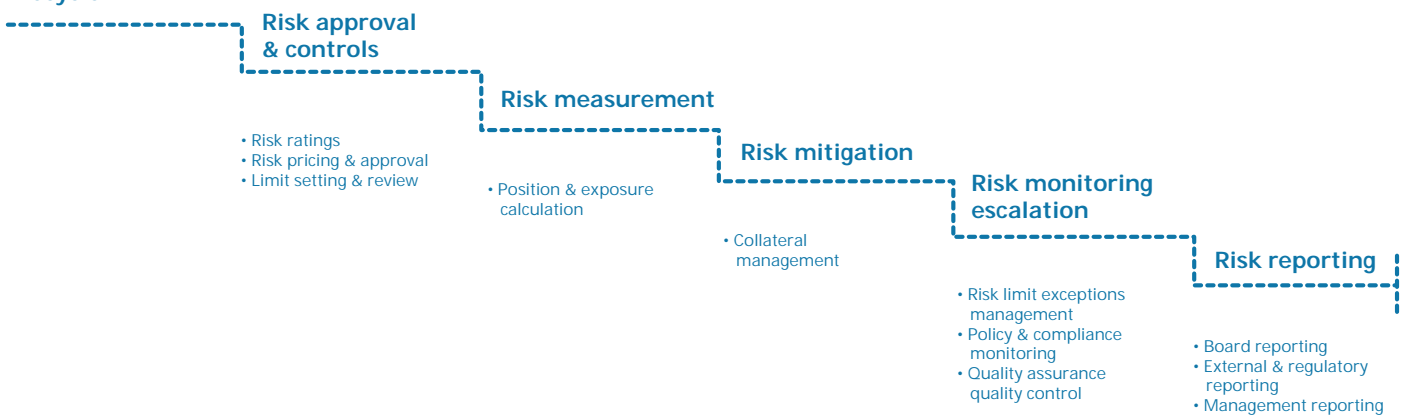 Risk approval
& controls
• Risk ratings
• Risk pricing & approval
• Limit setting & review
Risk measurement
• Position & exposure
calculation
Risk mitigation
• Collateral
management
Risk monitoring
escalation
• Risk limit exceptions
management
• Policy & compliance
monitoring
• Quality assurance
quality control
Risk reporting
• Board reporting
• External & regulatory
reporting
• Management reporting